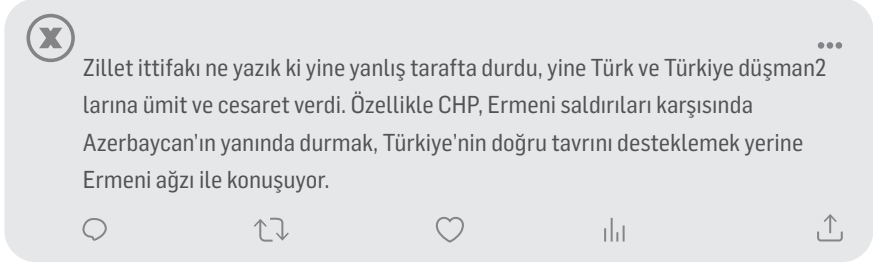 Zillet ittifakı ne yazık ki yine yanlış tarafta durdu, yine Türk ve Türkiye düşman2
larına ümit ve cesaret verdi. Özellikle CHP, Ermeni saldırıları karşısında
Azerbaycan'ın yanında durmak, Türkiye'nin doğru tavrını desteklemek yerine
Ermeni ağzı ile konuşuyor.